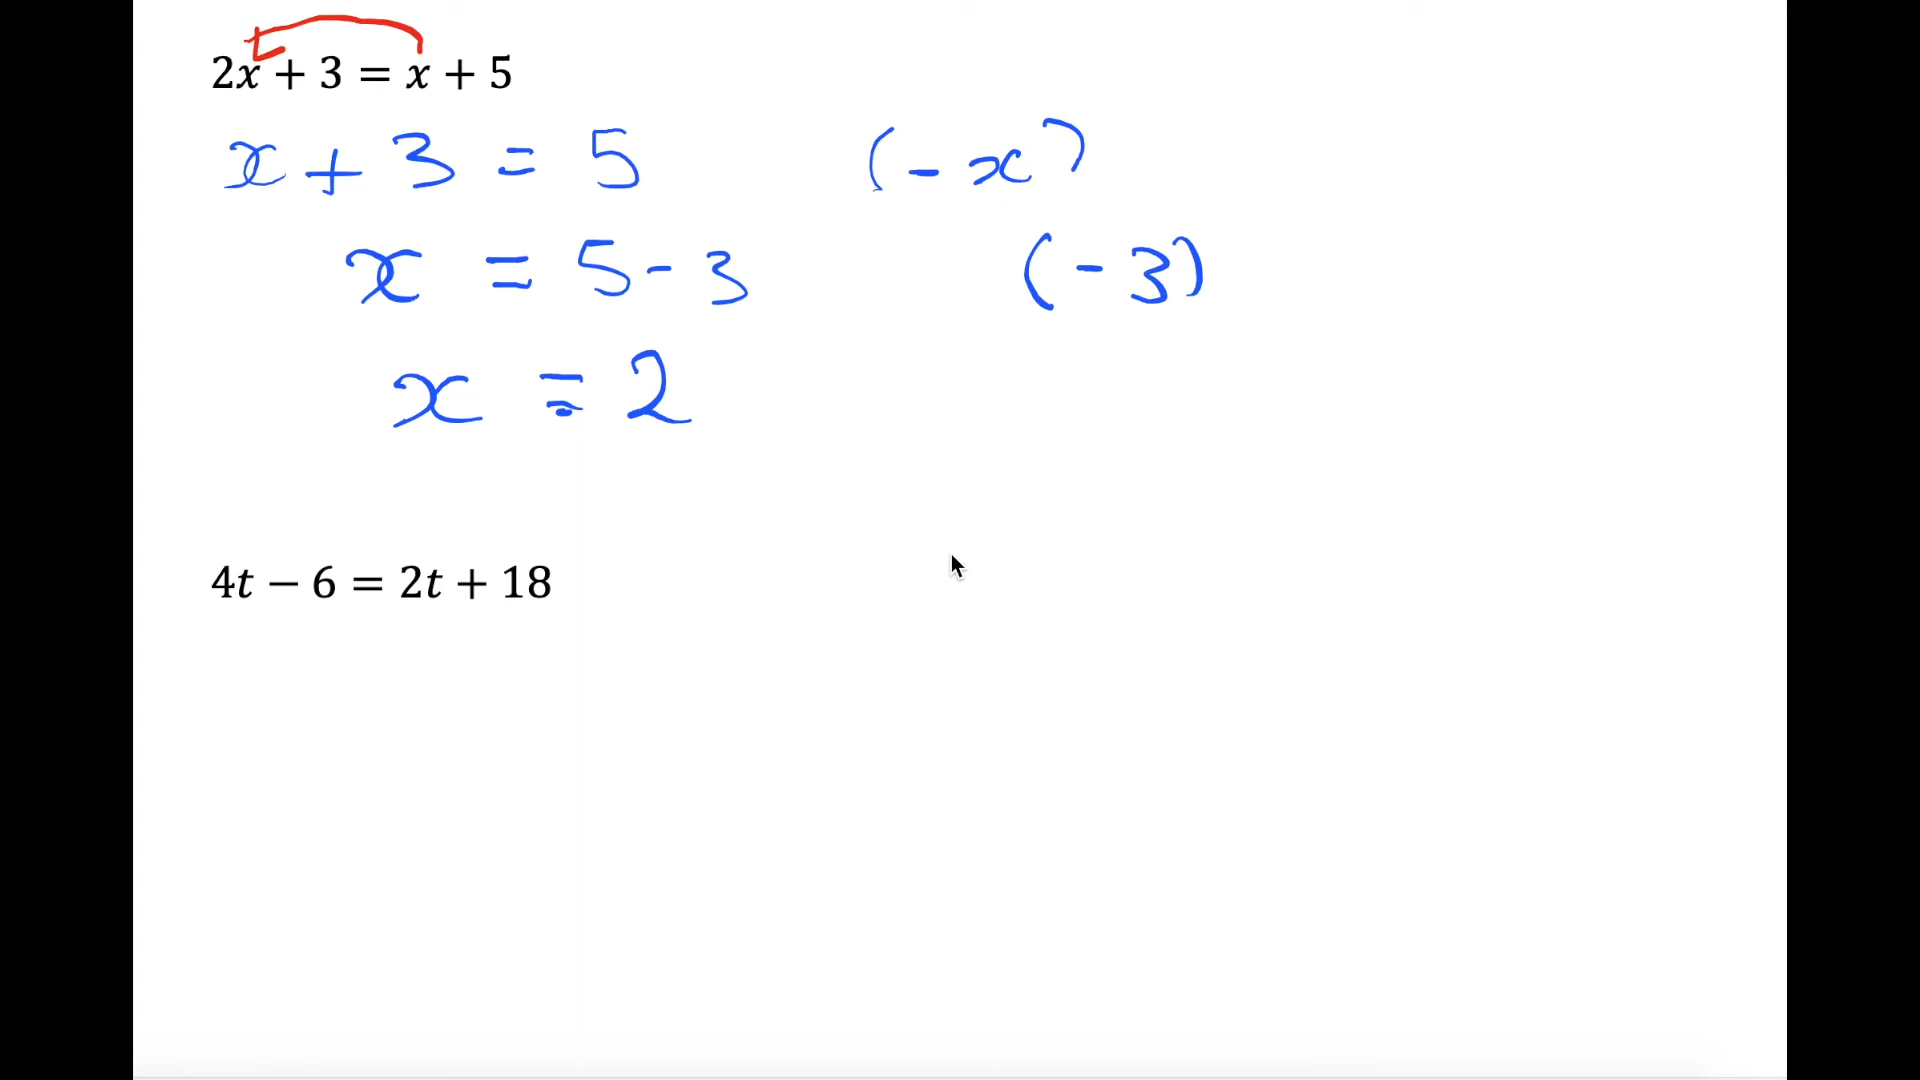 2x + 3 = x + 5
x + 3 = 5 (-x)
x = 5 - 3 (-3)
x = 2
4t − 6 = 2t + 18